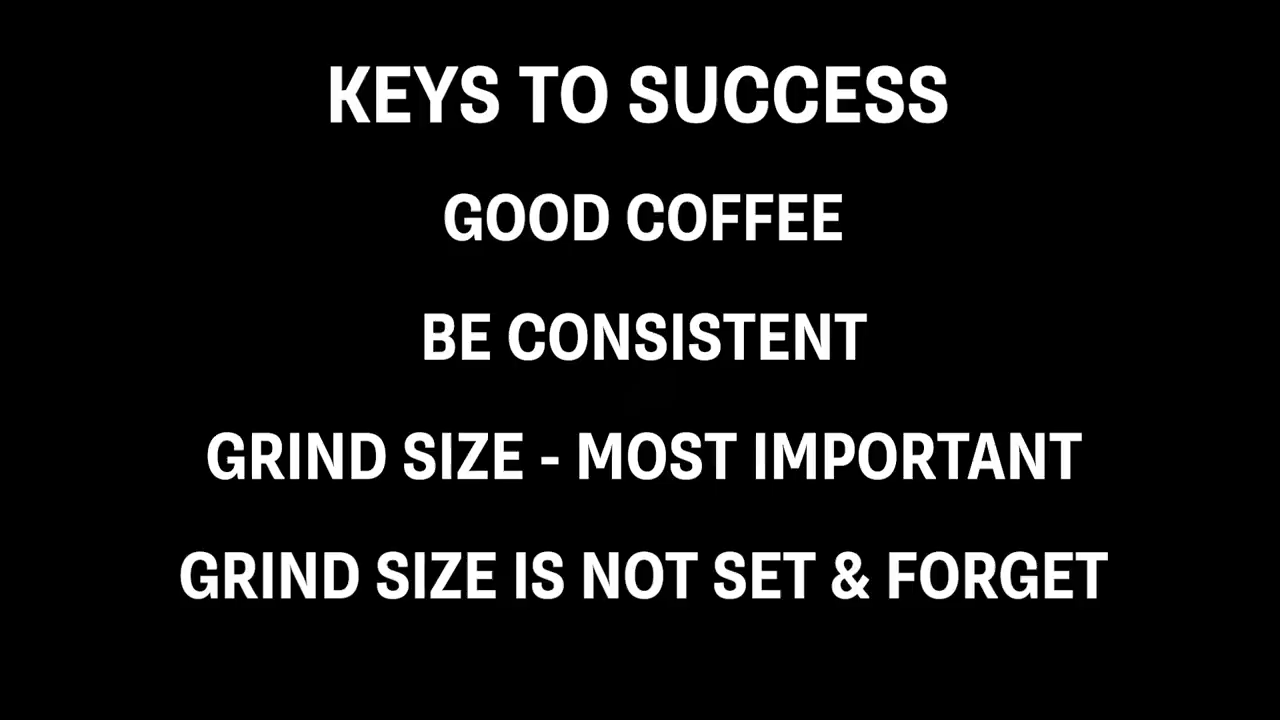 KEYS TO SUCCESS
GOOD COFFEE
BE CONSISTENT
GRIND SIZE - MOST IMPORTANT
GRIND SIZE IS NOT SET & FORGET